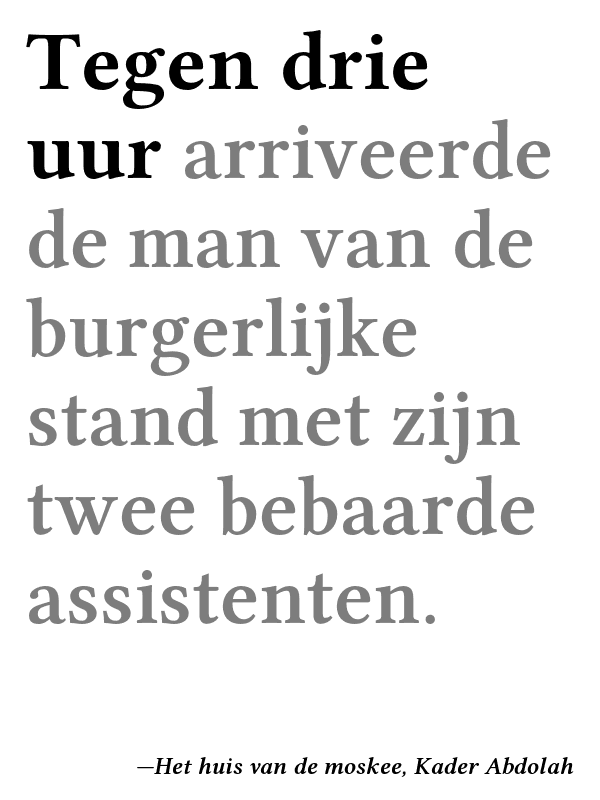 Tegen drie
uur arriveerde
de man van de
burgerlijke
stand met zijn
twee bebaarde
assistenten.
—Het huis van de moskee, Kader Abdolah